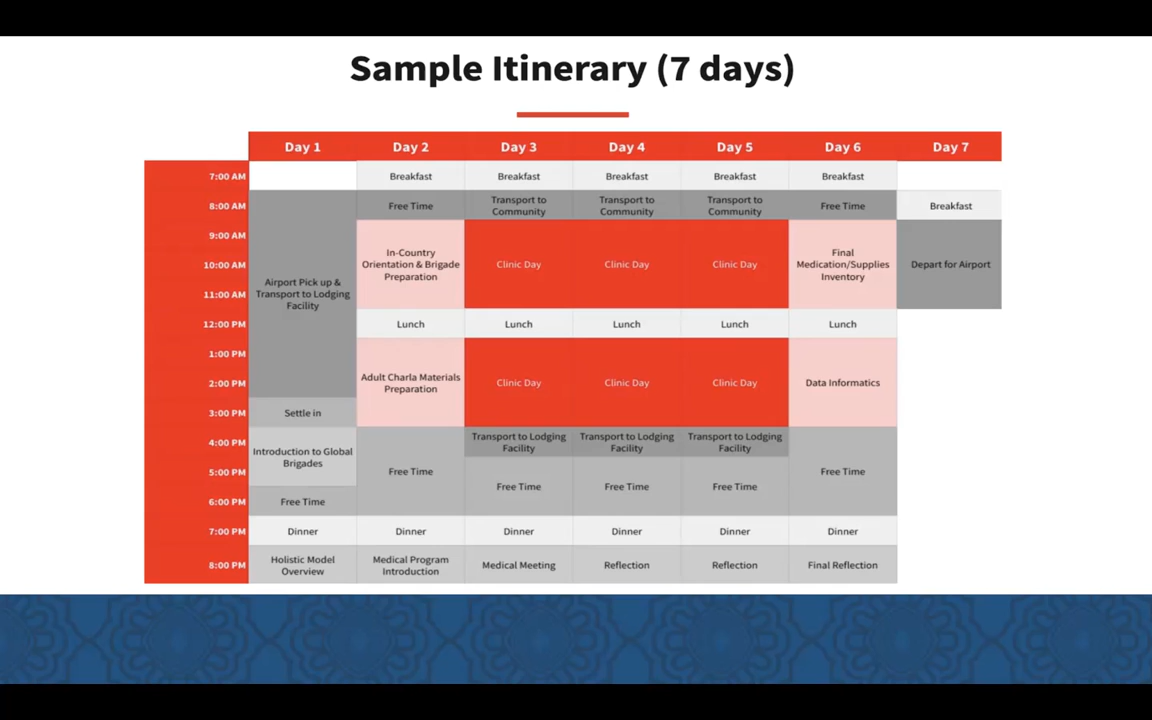 Sample Itinerary (7 days)
Day 1 Day 2 Day 3 Day 4 Day 5 Day 6 Day 7
7:00 AM Breakfast Breakfast Breakfast Breakfast Breakfast
8:00 AM Free Time Transport to Community Transport to Community Transport to Community Free Time Breakfast
9:00 AM
10:00 AM Airport Pick up & Transport to Lodging Facility In-Country Orientation & Brigade Preparation Clinic Day Clinic Day Clinic Day Final Medication/Supplies Inventory Depart for Airport
11:00 AM
12:00 PM Lunch Lunch Lunch Lunch Lunch
1:00 PM
2:00 PM Adult Charla Materials Preparation Clinic Day Clinic Day Clinic Day Data Informatics
3:00 PM Settle in
4:00 PM Transport to Lodging Facility Transport to Lodging Facility Transport to Lodging Facility
5:00 PM Introduction to Global Brigades Free Time Free Time Free Time Free Time Free Time
6:00 PM Free Time
7:00 PM Dinner Dinner Dinner Dinner Dinner Dinner
8:00 PM Holistic Model Overview Medical Program Introduction Medical Meeting Reflection Reflection Final Reflection